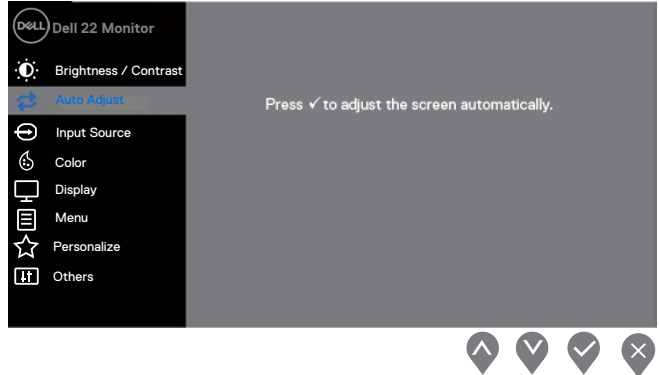 DELL
Dell 22 Monitor
Brightness / Contrast
Auto Adjust
Press ✓ to adjust the screen automatically.
Input Source
Color
Display
Menu
Personalize
Others